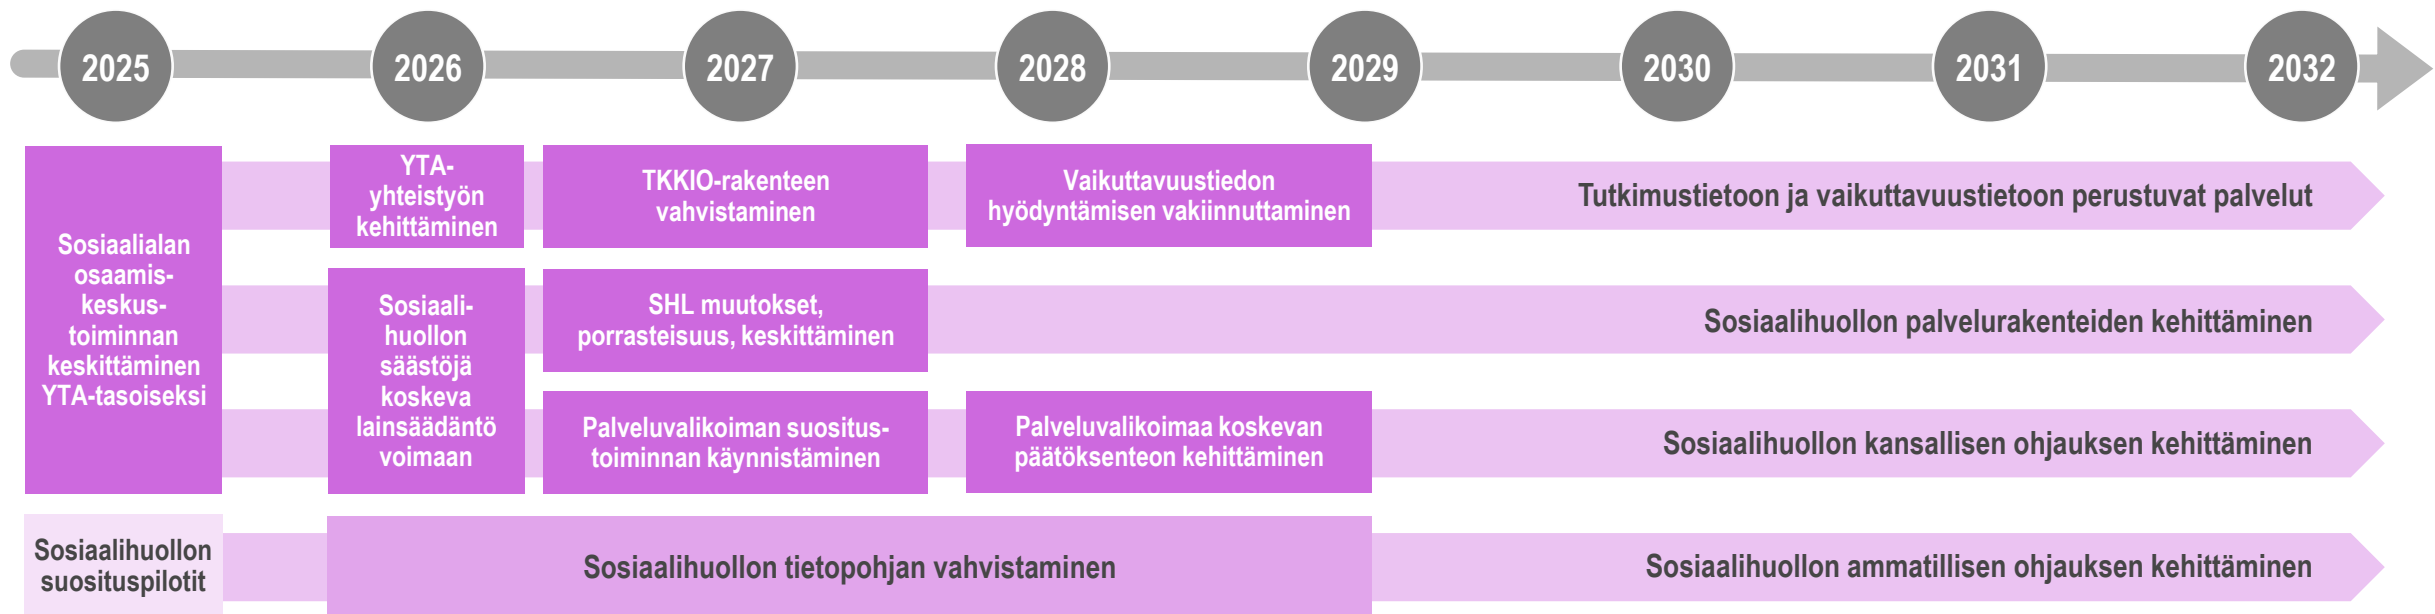 2025
2026
2027
2028
2029
2030
2031
2032
Sosiaalialan
osaamis-
keskus-
toiminnan
keskittäminen
YTA-tasoiseksi
YTA-
yhteistyön
kehittäminen
TKKIO-rakenteen
vahvistaminen
Vaikuttavuustiedon
hyödyntämisen vakiinnuttaminen
Tutkimustietoon ja vaikuttavuustietoon perustuvat palvelut
Sosiaali-
huollon
säästöjä
koskeva
lainsäädäntö
voimaan
SHL muutokset,
porrasteisuus, keskittäminen
Sosiaalihuollon palvelurakenteiden kehittäminen
Palveluvalikoiman suositus-
toiminnan käynnistäminen
Palveluvalikoimaa koskevan
päätöksenteon kehittäminen
Sosiaalihuollon kansallisen ohjauksen kehittäminen
Sosiaalihuollon
suosituspilotit
Sosiaalihuollon tietopohjan vahvistaminen
Sosiaalihuollon ammatillisen ohjauksen kehittäminen